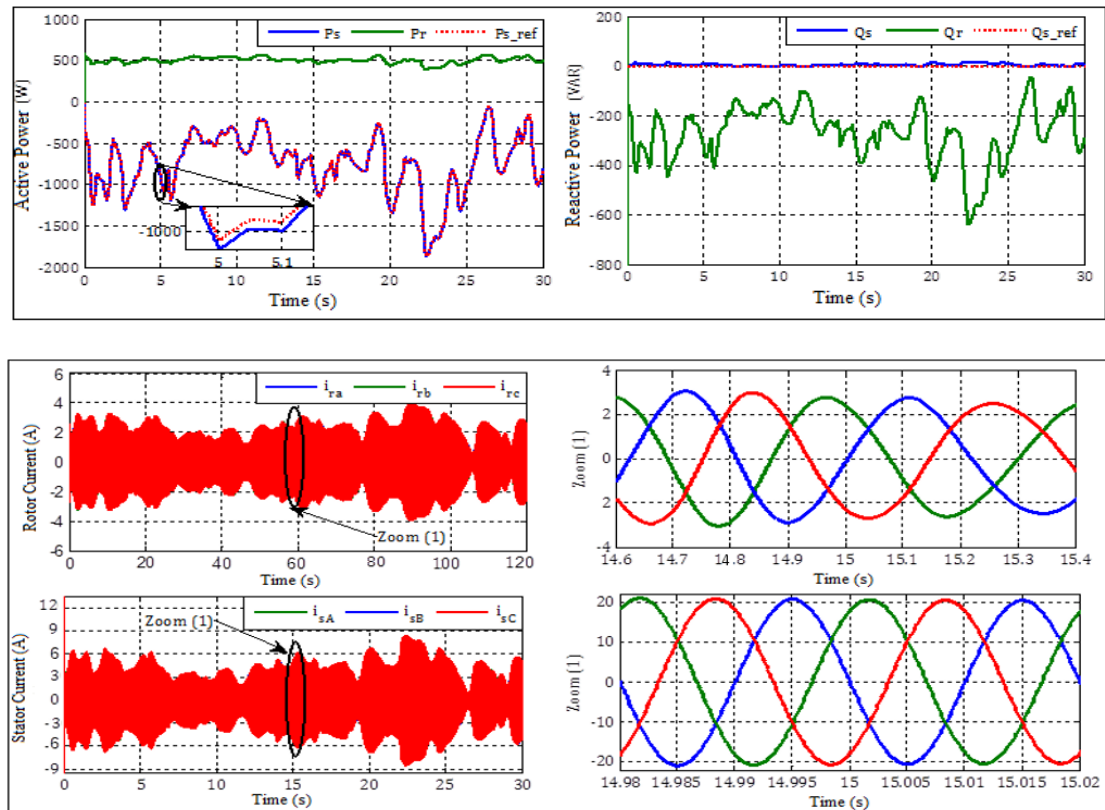 Ps Pr Ps_ref
Active Power (W)
1000
500
0
-500
-1000
-1500
-2000
-1000
5 5.1
0 5 10 15 20 25 30
Time (s)
Qs Qr Qs_ref
Reactive Power (VAR)
200
0
-200
-400
-600
-800
0 5 10 15 20 25 30
Time (s)
i_ra i_rb i_rc
Rotor Current (A)
6
4
2
0
-2
-4
-6
Zoom (1)
0 20 40 60 80 100 120
Time (s)
Zoom (1)
4
2
0
2
-4
14.6 14.7 14.8 14.9 15 15.1 15.2 15.3 15.4
Time (s)
i_sA i_sB i_sC
Zoom (1)
Stator Current (A)
12
9
6
3
0
-3
-6
-9
0 5 10 15 20 25 30
Time (s)
Zoom (1)
20
10
0
-10
-20
14.98 14.985 14.99 14.995 15 15.005 15.01 15.015 15.02
Time (s)